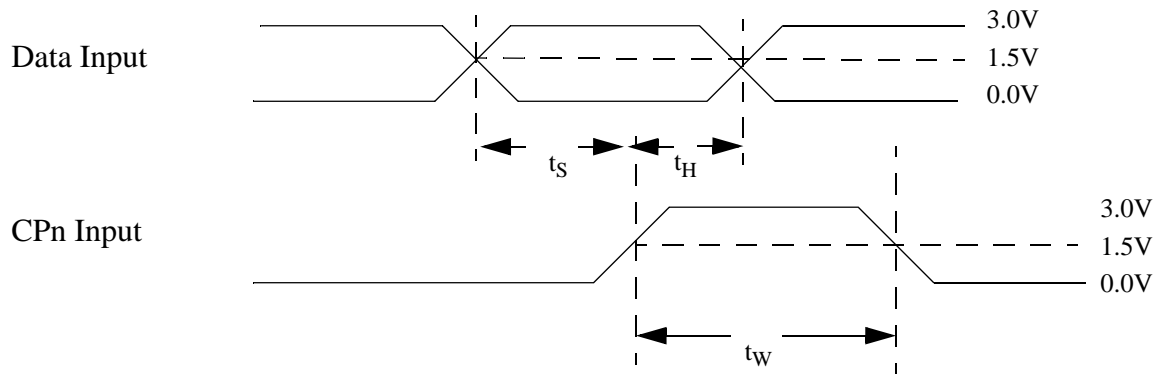 3.0V
Data Input
1.5V
0.0V
tS
tH
3.0V
CPn Input
1.5V
0.0V
tW